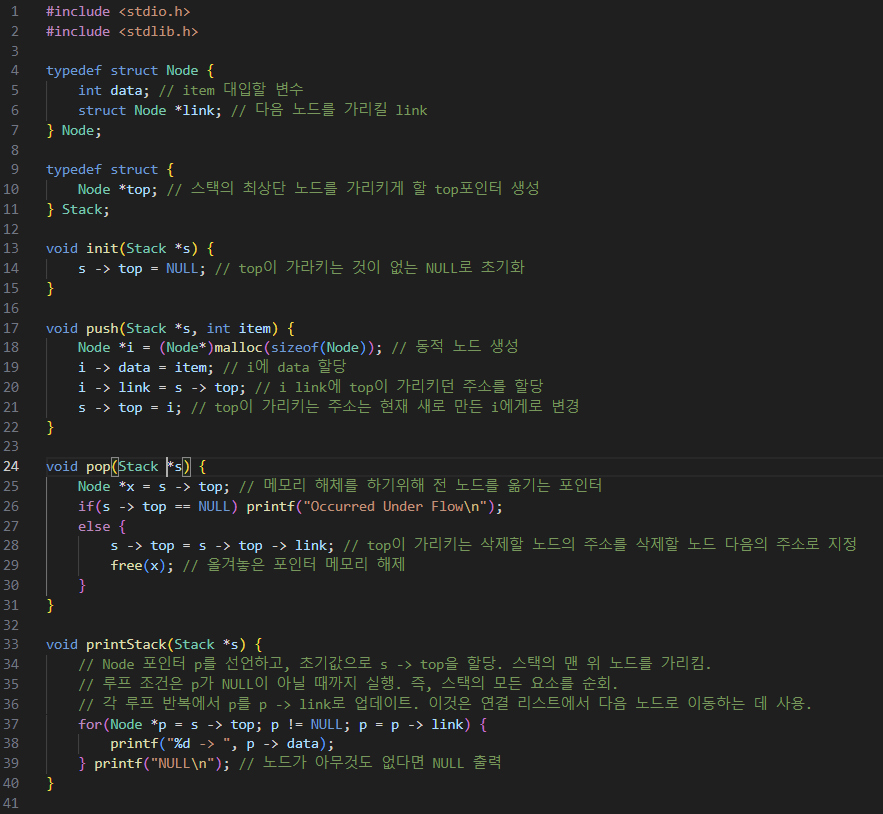 1 #include <stdio.h>
2 #include <stdlib.h>
3
4 typedef struct Node {
5     int data; // item 대입할 변수
6     struct Node *link; // 다음 노드를 가리킬 link
7 } Node;
8
9 typedef struct {
10     Node *top; // 스택의 최상단 노드를 가리키게 할 top포인터 생성
11 } Stack;
12
13 void init(Stack *s) {
14     s -> top = NULL; // top이 가라키는 것이 없는 NULL로 초기화
15 }
16
17 void push(Stack *s, int item) {
18     Node *i = (Node*)malloc(sizeof(Node)); // 동적 노드 생성
19     i -> data = item; // i에 data 할당
20     i -> link = s -> top; // i link에 top이 가리키던 주소를 할당
21     s -> top = i; // top이 가리키는 주소는 현재 새로 만든 i에게로 변경
22 }
23
24 void pop(Stack *s) {
25     Node *x = s -> top; // 메모리 해체를 하기위해 전 노드를 옮기는 포인터
26     if(s -> top == NULL) printf("Occurred Under Flow\n");
27     else {
28         s -> top = s -> top -> link; // top이 가리키는 삭제할 노드의 주소를 삭제할 노드 다음의 주소로 지정
29         free(x); // 올겨놓은 포인터 메모리 해제
30     }
31 }
32
33 void printStack(Stack *s) {
34     // Node 포인터 p를 선언하고, 초기값으로 s -> top을 할당. 스택의 맨 위 노드를 가리킴.
35     // 루프 조건은 p가 NULL이 아닐 때까지 실행. 즉, 스택의 모든 요소를 순회.
36     // 각 루프 반복에서 p를 p -> link로 업데이트. 이것은 연결 리스트에서 다음 노드로 이동하는 데 사용.
37     for(Node *p = s -> top; p != NULL; p = p -> link) {
38         printf("%d -> ", p -> data);
39     } printf("NULL\n"); // 노드가 아무것도 없다면 NULL 출력
40 }
41